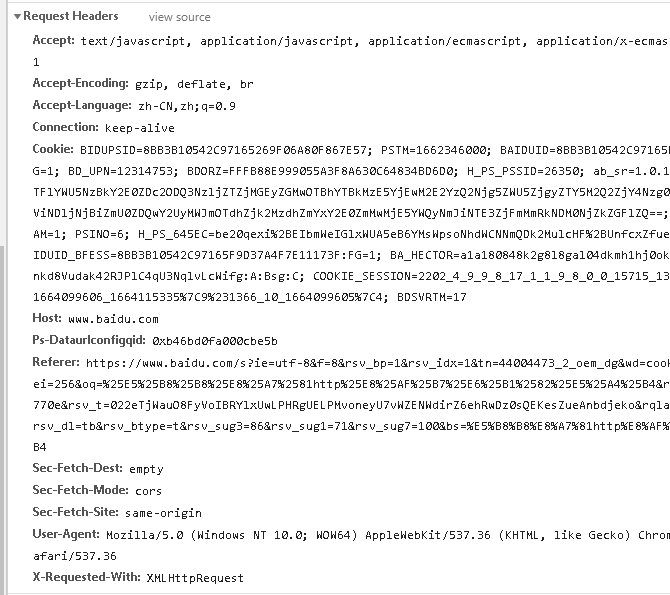 Request Headers view source
Accept: text/javascript, application/javascript, application/ecmascript, application/x-ecmas
1
Accept-Encoding: gzip, deflate, br
Accept-Language: zh-CN,zh;q=0.9
Connection: keep-alive
Cookie: BIDUPSID=8BB3B10542C97165269F06A80F867E57; PSTM=1662346000; BAIDUID=8BB3B10542C97165
G=1; BD_UPN=12314753; BDORZ=FFFB88E999055A3F8A630C64834BD6D0; H_PS_PSSID=26350; ab_sr=1.0.1
TFlYWU5NzBkY2E0ZDc2ODQ3NzljZTZjMGEyZGMwOTBhYTBkMzE5YjEwM2E2YzQ2Njg5ZWU5ZjgyZTY5M2Q2ZjY4Nzg0
ViNDljNjBiZmU0ZDQwY2UyMWJmOTdhZjk2MzdhZmYxY2E0ZmMwMjE5YWQyNmJiNTE3ZjFmMmRkNDM0NjZkZGFlZQ==;
AM=1; PSINO=6; H_PS_645EC=be20qexi%2BEIbmWeIGlxWUA5eB6YMsWpsoNhdWCNNmQDk2MulcHF%2BUnfcxZfue
IDUID_BFESS=8BB3B10542C97165F9D37A4F7E11173F:FG=1; BA_HECTOR=a1a180848k2g8l8gal04dkmh1hj0ok
nkd8Vudak42RJPlC4qU3NqlvLcWifg:A:Bsg:C; COOKIE_SESSION=2202_4_9_9_8_17_1_1_9_8_0_0_15715_13
1664099606_1664115335%7C9%231366_10_1664099605%7C4; BDSVRTM=17
Host: www.baidu.com
Ps-Dataurlconfigqid: 0xb46bd0fa000cbe5b
Referer: https://www.baidu.com/s?ie=utf-8&f=8&rsv_bp=1&rsv_idx=1&tn=44004473_2_oem_dg&wd=cook
ei=256&oq=%25E5%25B8%25B8%25E8%25A7%2581http%25E8%25AF%25B7%25E6%25B1%2582%25E5%25A4%25B4&r
770e&rsv_t=022eTjWauO8FyVoIBRYlxUwLPHRgUELPMvoneyU7vWZENWdirZ6ehRwDz0sQEKesZueAnbdjeko&rqla
rsv_dl=tb&rsv_btype=t&rsv_sug3=86&rsv_sug1=71&rsv_sug7=100&bs=%E5%B8%B8%E8%A7%81http%E8%AF%
B4
Sec-Fetch-Dest: empty
Sec-Fetch-Mode: cors
Sec-Fetch-Site: same-origin
User-Agent: Mozilla/5.0 (Windows NT 10.0; WOW64) AppleWebKit/537.36 (KHTML, like Gecko) Chrom
afari/537.36
X-Requested-With: XMLHttpRequest